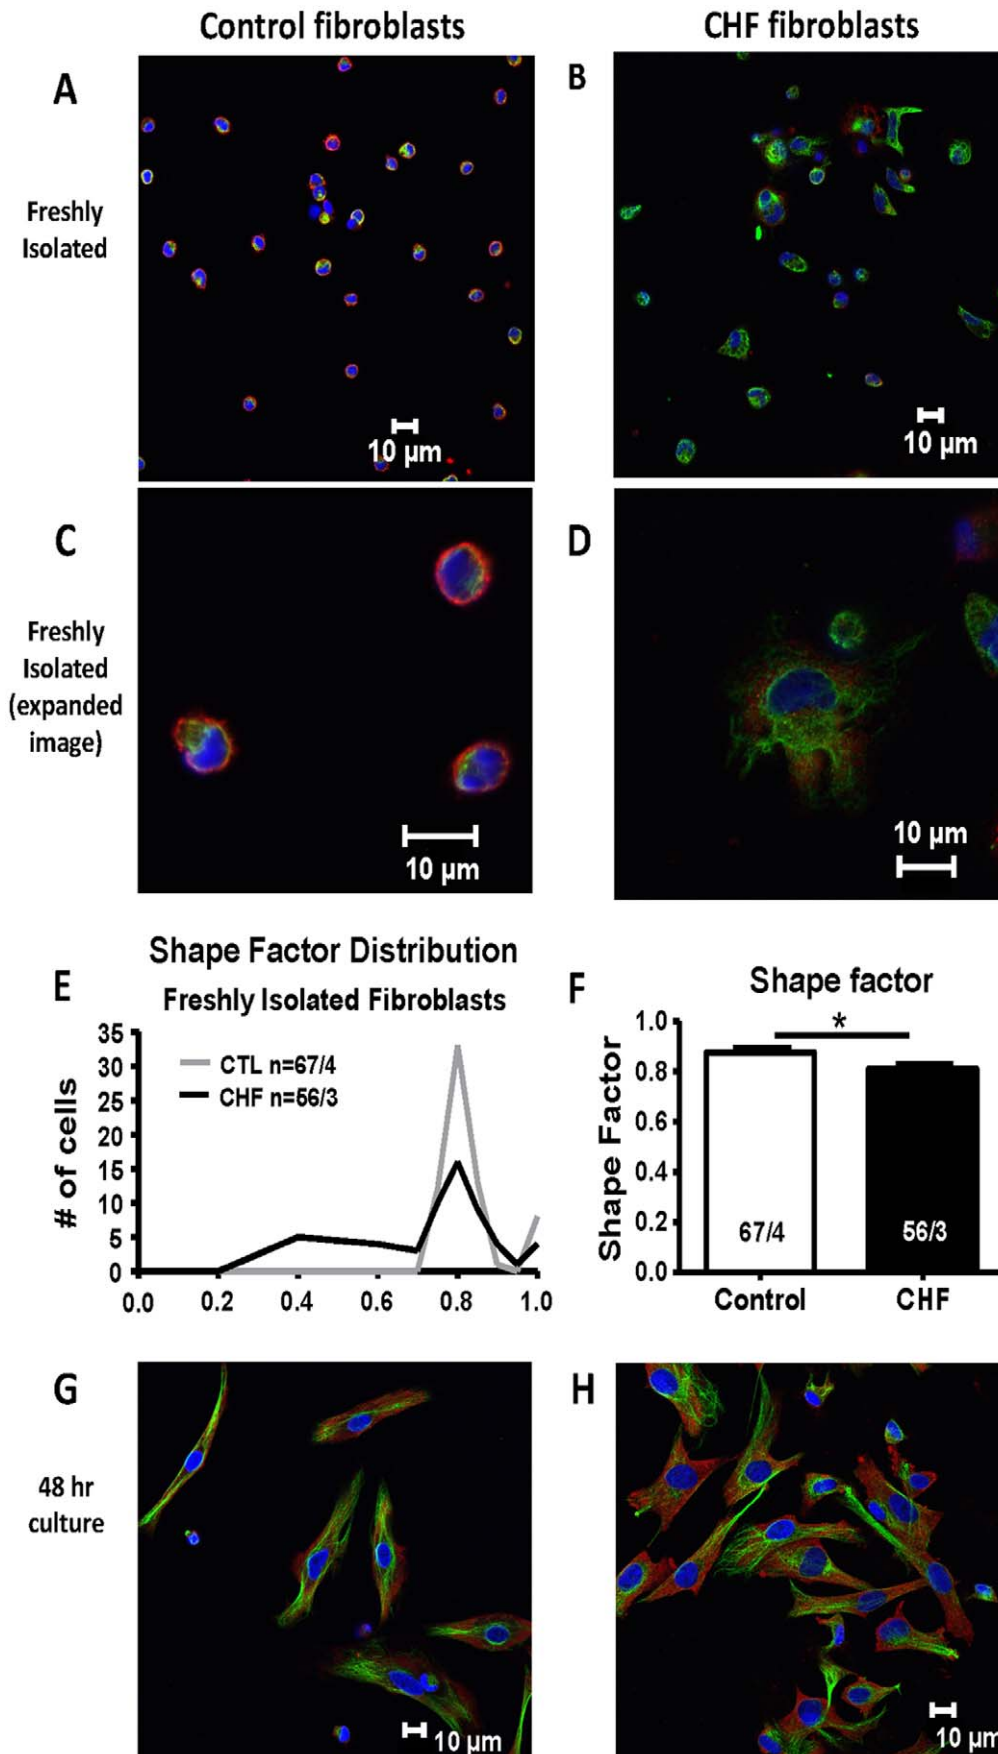 Control fibroblasts
CHF fibroblasts
A
B
Freshly
Isolated
10 µm
10 µm
C
D
Freshly
Isolated
(expanded
image)
10 µm
10 µm
E
Shape Factor Distribution
Freshly Isolated Fibroblasts
# of cells
35
30
25
20
15
10
5
0
CTL n=67/4
CHF n=56/3
0.0 0.2 0.4 0.6 0.8 1.0
F
Shape factor
*
Shape Factor
1.0
0.8
0.6
0.4
0.2
0.0
67/4
56/3
Control CHF
G
H
48 hr
culture
10 µm
10 µm